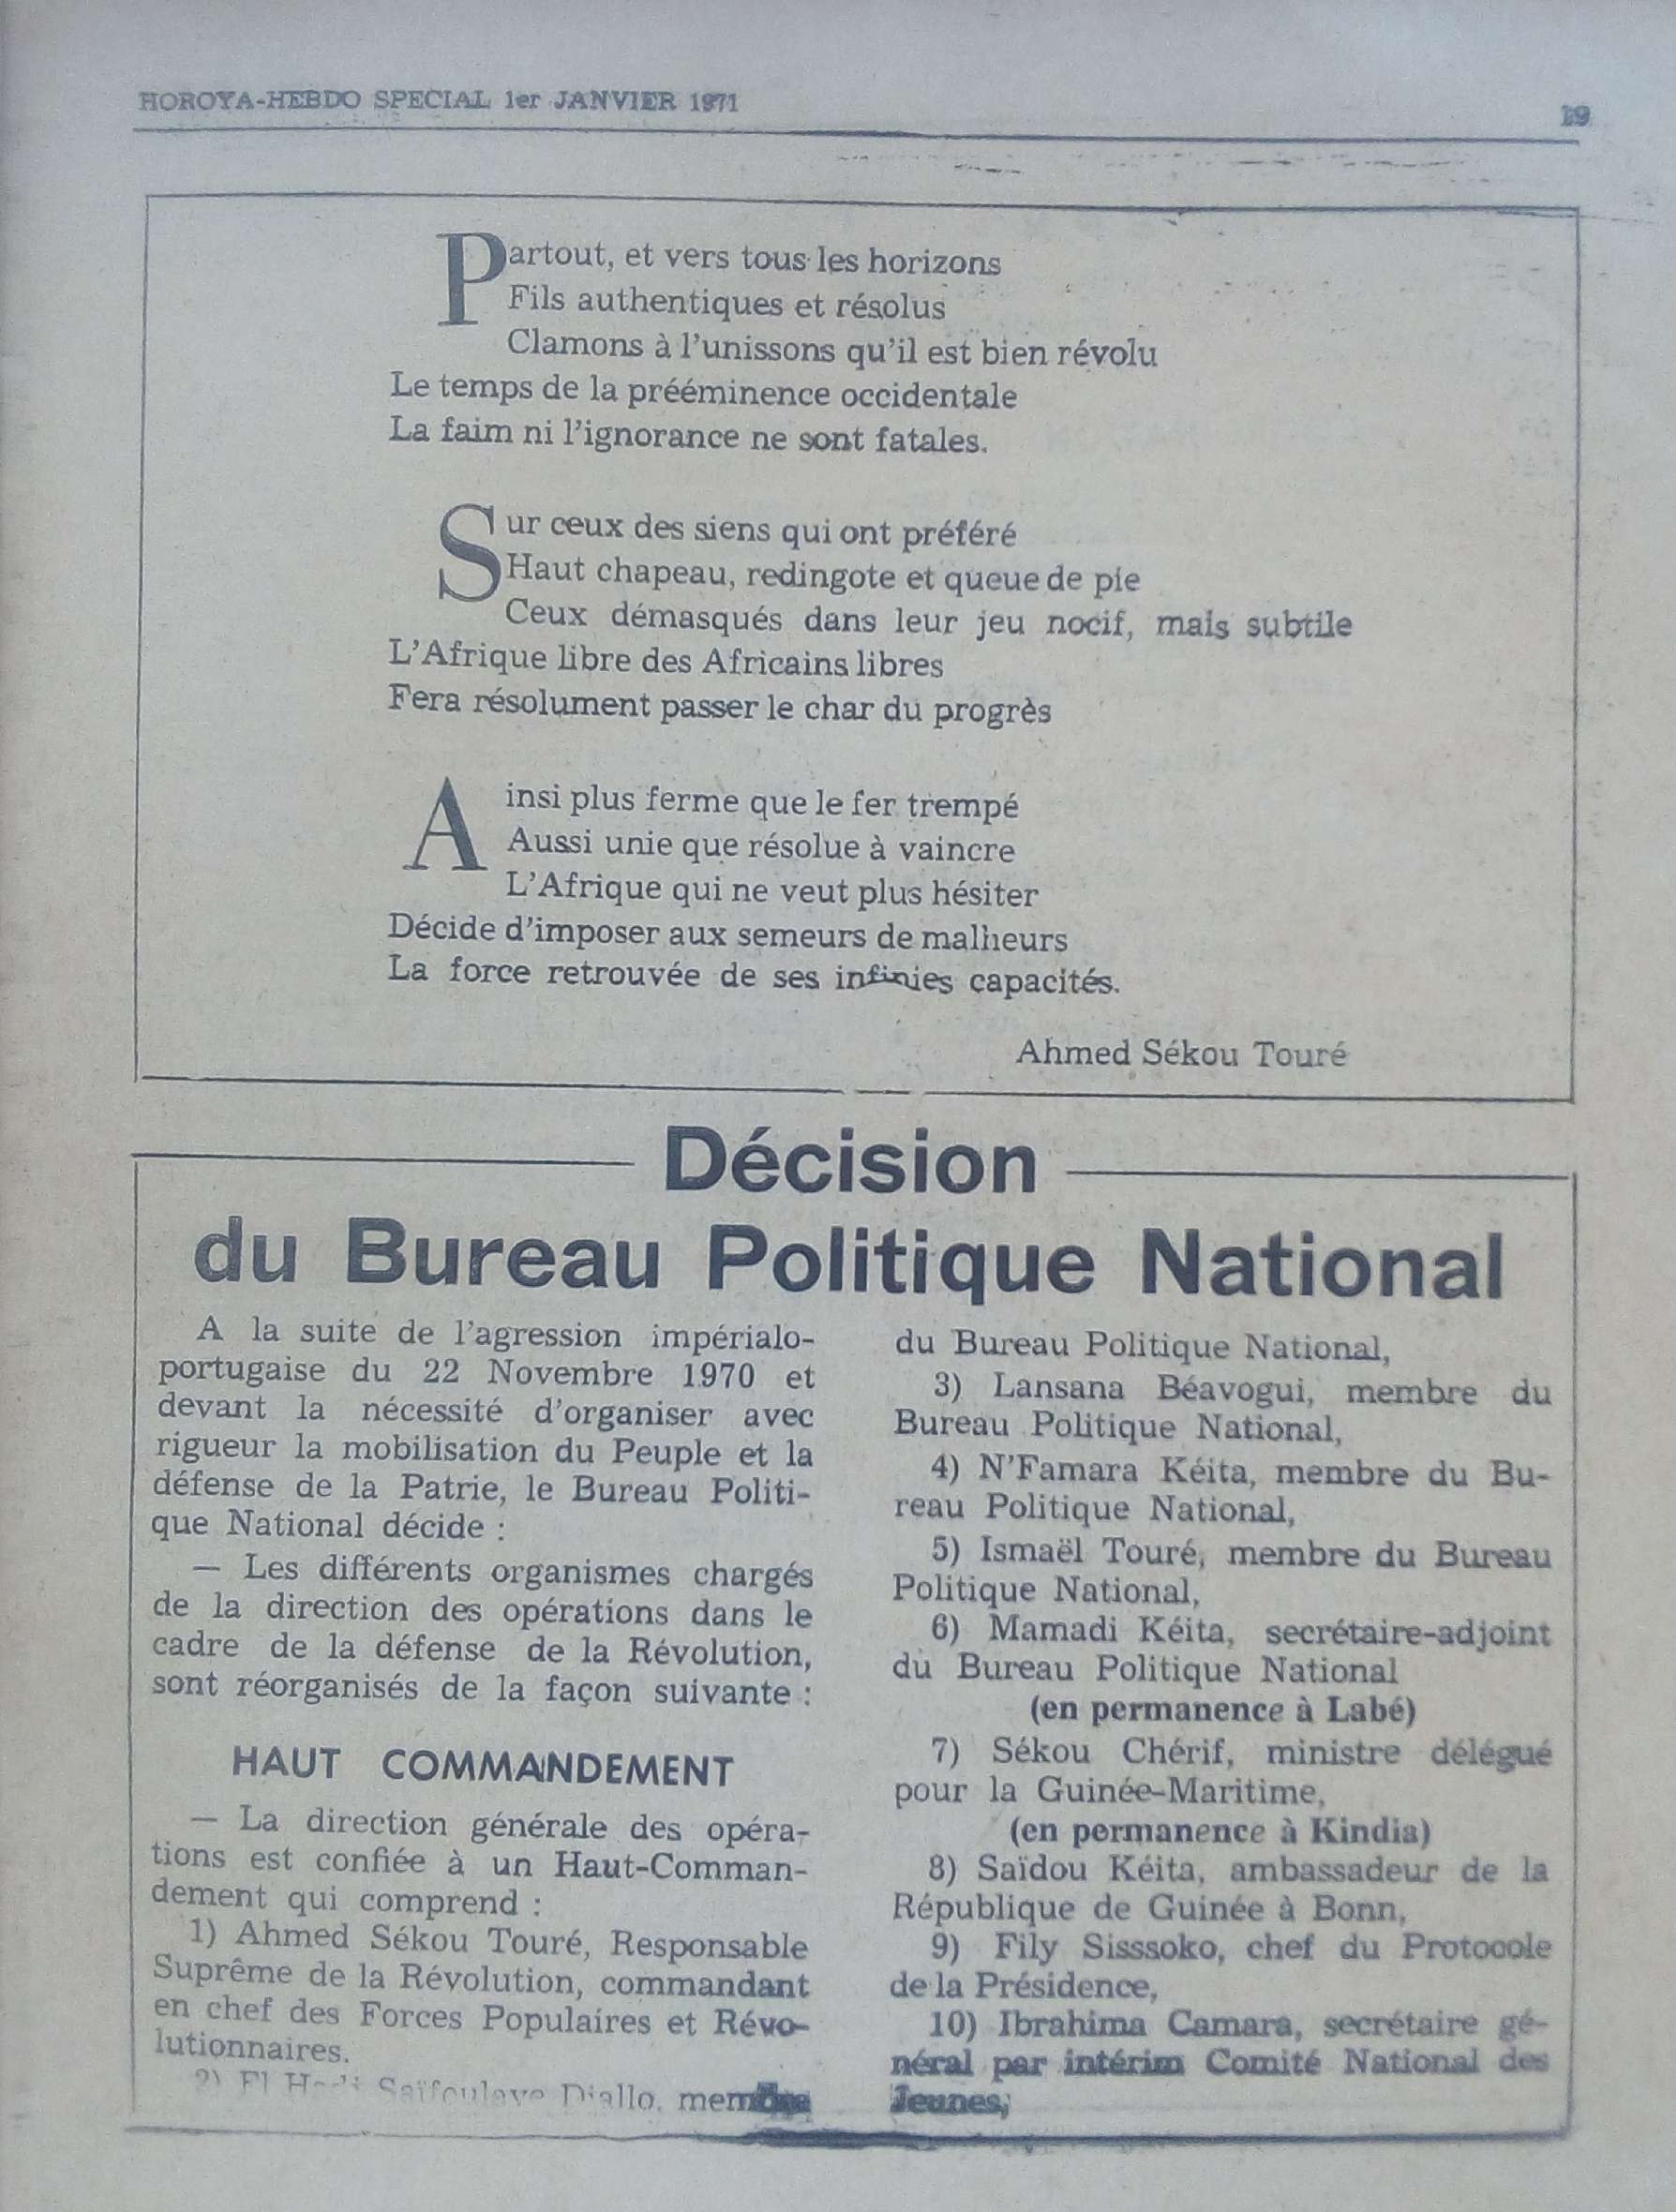 HOROYA-HEBDO SPECIAL 1er JANVIER 1971
19
Partout, et vers tous les horizons
Fils authentiques et résolus
Clamons à l'unissons qu'il est bien révolu
Le temps de la prééminence occidentale
La faim ni l'ignorance ne sont fatales.
Sur ceux des siens qui ont préféré
Haut chapeau, redingote et queue de pie
Ceux démasqués dans leur jeu nocif, mais subtile
L'Afrique libre des Africains libres
Fera résolument passer le char du progrès
Ainsi plus ferme que le fer trempé
Aussi unie que résolue à vaincre
L'Afrique qui ne veut plus hésiter
Décide d'imposer aux semeurs de malheurs
La force retrouvée de ses infinies capacités.
Ahmed Sékou Touré
Décision
du Bureau Politique National
A la suite de l'agression impérialo-
portugaise du 22 Novembre 1970 et
devant la nécessité d'organiser avec
rigueur la mobilisation du Peuple et la
défense de la Patrie, le Bureau Politi-
que National décide :
— Les différents organismes chargés
de la direction des opérations dans le
cadre de la défense de la Révolution,
sont réorganisés de la façon suivante :
HAUT COMMANDEMENT
— La direction générale des opéra-
tions est confiée à un Haut-Comman-
dement qui comprend :
1) Ahmed Sékou Touré, Responsable
Suprême de la Révolution, commandant
en chef des Forces Populaires et Révo-
lutionnaires.
2) El Hadj Saïfoulaye Diallo, membre
du Bureau Politique National,
3) Lansana Béavogui, membre du
Bureau Politique National,
4) N'Famara Kéita, membre du Bu-
reau Politique National,
5) Ismaël Touré, membre du Bureau
Politique National,
6) Mamadi Kéita, secrétaire-adjoint
du Bureau Politique National
(en permanence à Labé)
7) Sékou Chérif, ministre délégué
pour la Guinée-Maritime,
(en permanence à Kindia)
8) Saïdou Kéita, ambassadeur de la
République de Guinée à Bonn,
9) Fily Sisssoko, chef du Protocole
de la Présidence,
10) Ibrahima Camara, secrétaire gé-
néral par intérim Comité National des
Jeunes,